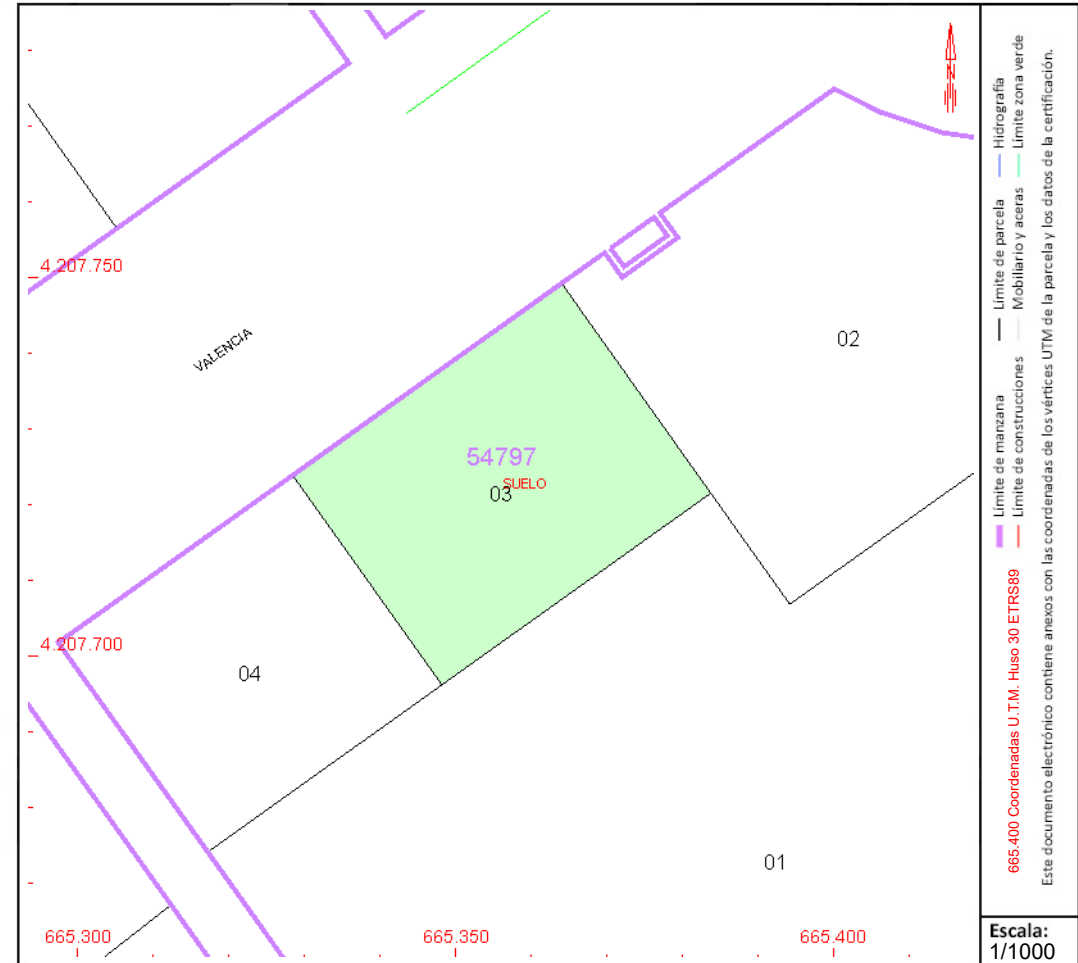 N
4.207.750
VALENCIA
02
54797
SUELO
03
4.207.700
04
01
665.300
665.350
665.400
Límite de manzana
Límite de parcela
Hidrografía
Límite de construcciones
Mobiliario y aceras
Límite zona verde
665.400 Coordenadas U.T.M. Huso 30 ETRS89
Este documento electrónico contiene anexos con las coordenadas de los vértices UTM de la parcela y los datos de la certificación.
Escala:
1/1000